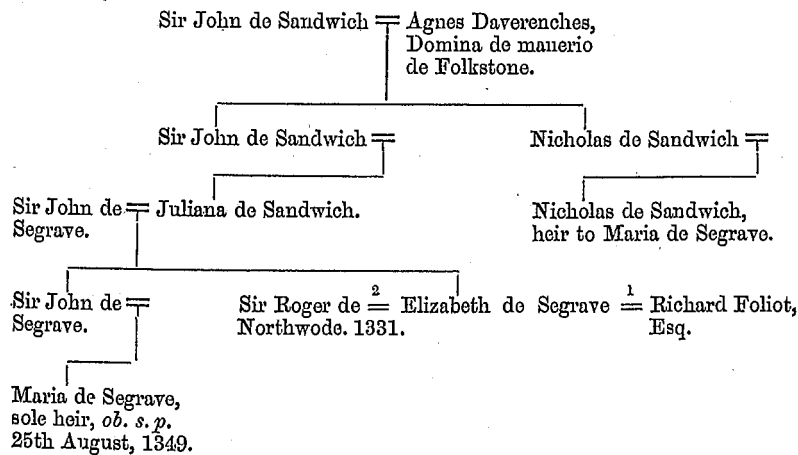 Sir John de Sandwich = Agnes Daverenches,
Domina de manerio
de Folkstone.
Sir John de Sandwich = Nicholas de Sandwich =
Sir John de = Juliana de Sandwich. Nicholas de Sandwich,
Segrave. heir to Maria de Segrave.
Sir John de = Sir Roger de 2 = Elizabeth de Segrave 1 = Richard Foliot,
Segrave. Northwode. 1331. Esq.
Maria de Segrave,
sole heir, ob. s. p.
25th August, 1349.